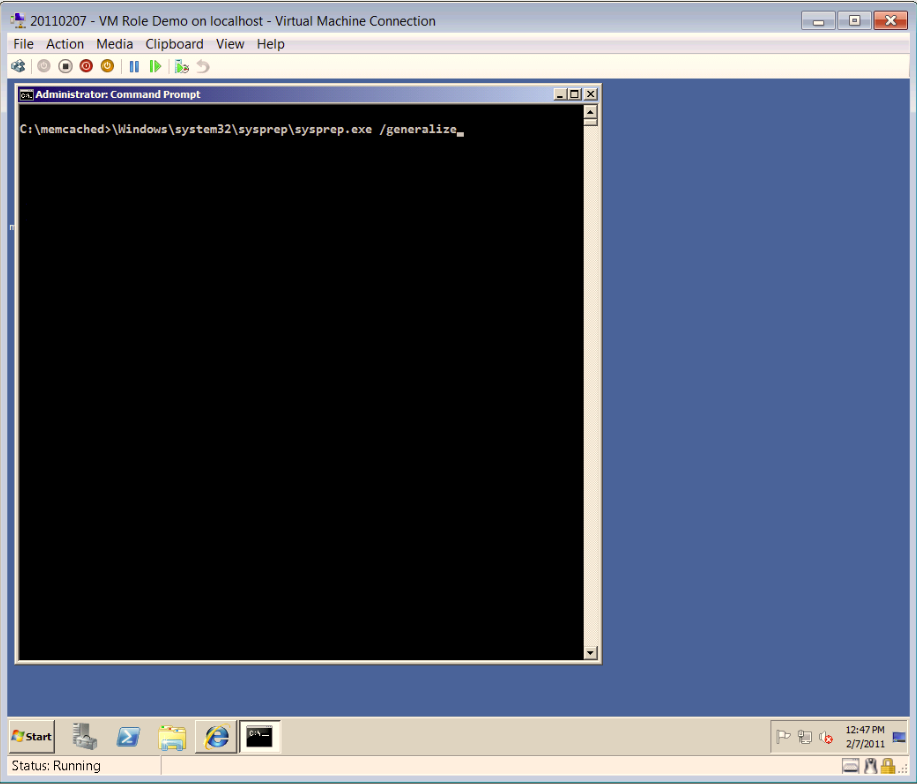 20110207 - VM Role Demo on localhost - Virtual Machine Connection
File Action Media Clipboard View Help
Administrator: Command Prompt
C:\memcached>\Windows\system32\sysprep\sysprep.exe /generalize
Start
12:47 PM
2/7/2011
Status: Running